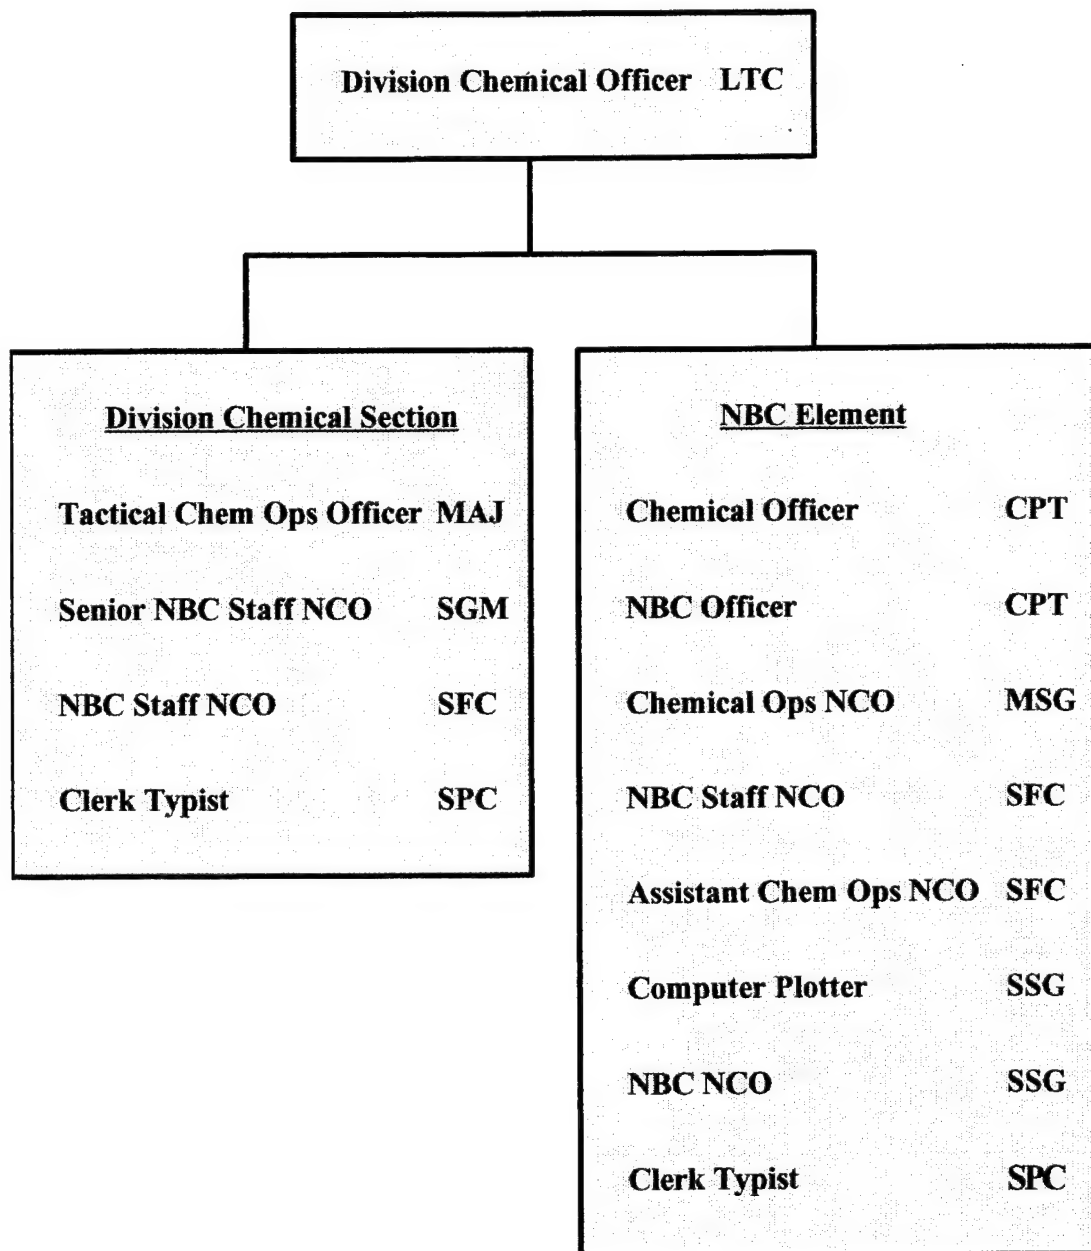 Division Chemical Officer LTC
Division Chemical Section
Tactical Chem Ops Officer MAJ
Senior NBC Staff NCO SGM
NBC Staff NCO SFC
Clerk Typist SPC
NBC Element
Chemical Officer CPT
NBC Officer CPT
Chemical Ops NCO MSG
NBC Staff NCO SFC
Assistant Chem Ops NCO SFC
Computer Plotter SSG
NBC NCO SSG
Clerk Typist SPC